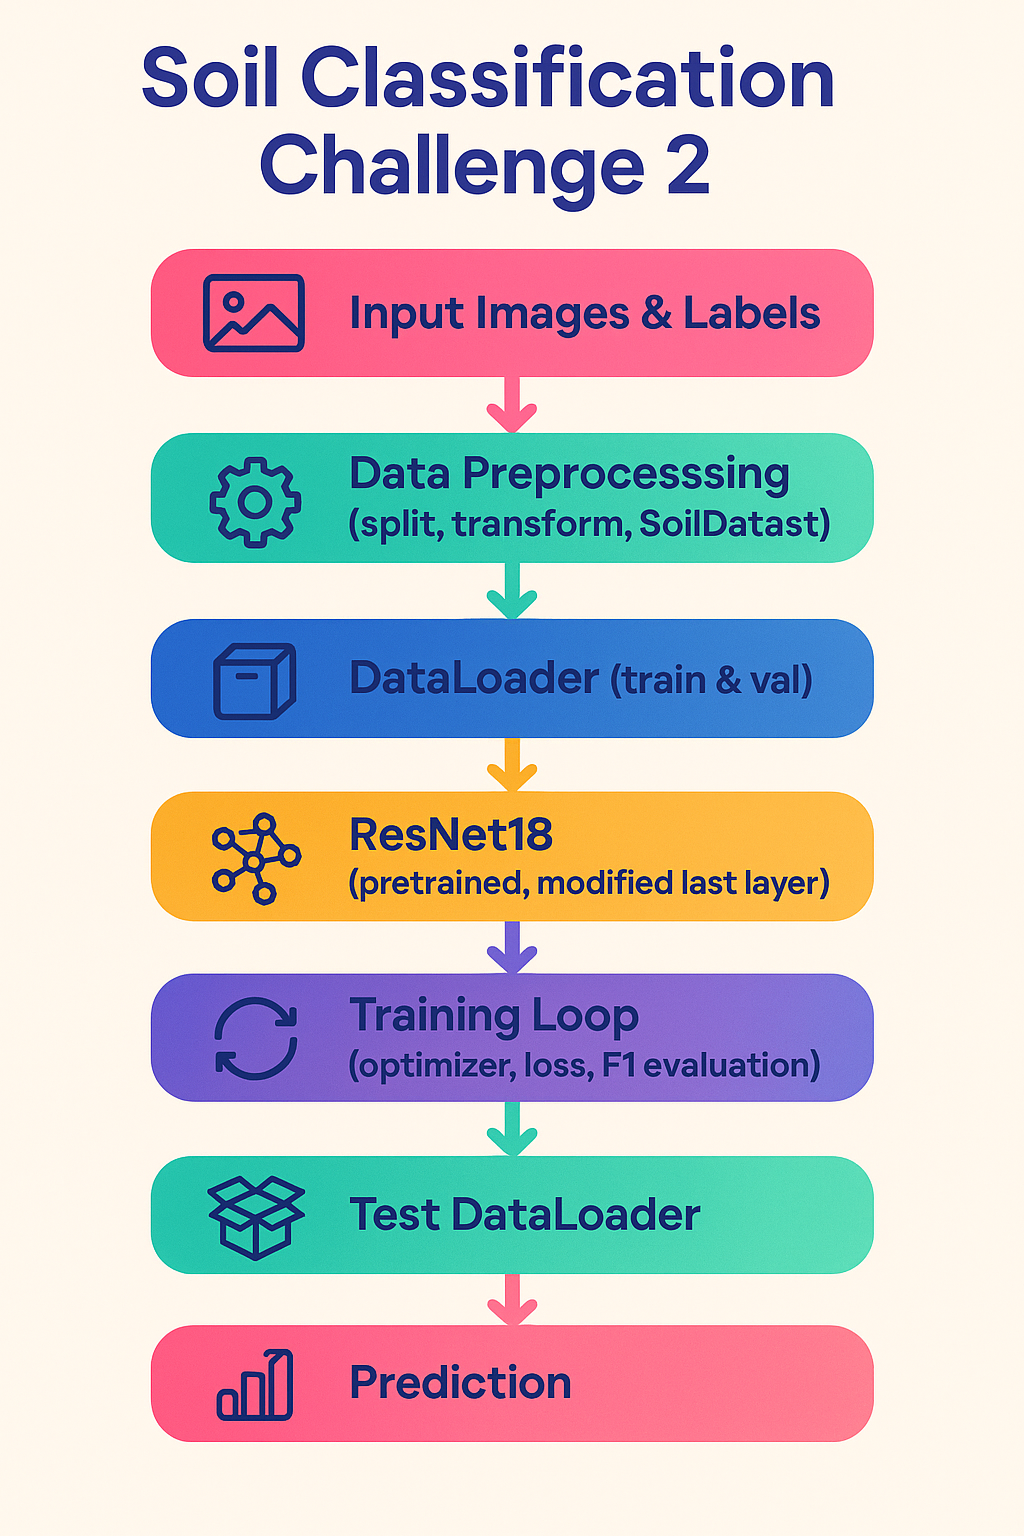 Soil Classification
Challenge 2
Input Images & Labels
Data Preprocesssing
(split, transform, SoilDatast)
DataLoader (train & val)
ResNet18
(pretrained, modified last layer)
Training Loop
(optimizer, loss, F1 evaluation)
Test DataLoader
Prediction